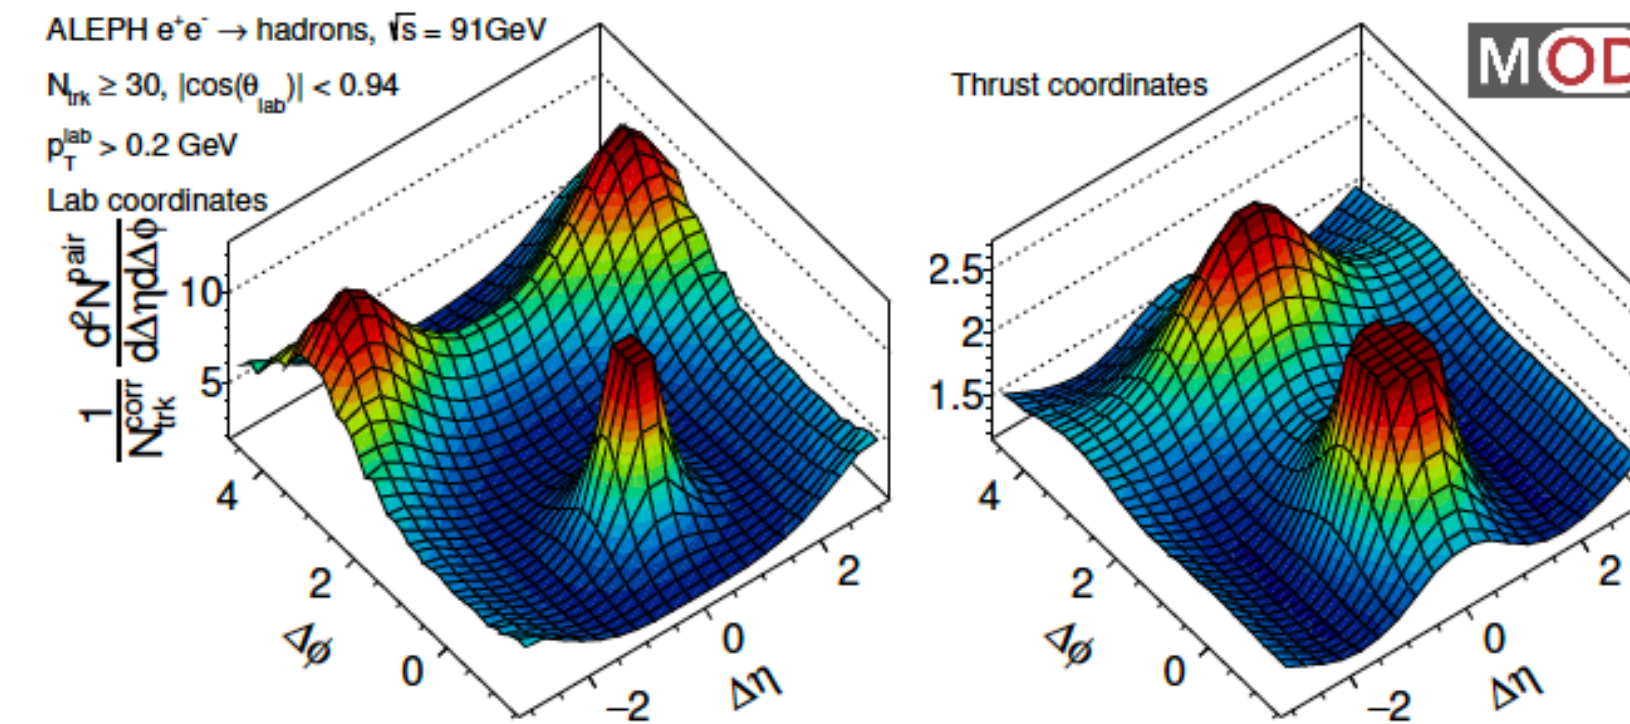 ALEPH e⁺e⁻ → hadrons, √s = 91GeV
N_trk ≥ 30, |cos(θ_lab)| < 0.94
p_T^lab > 0.2 GeV
Lab coordinates
1/N_trk^corr d²N^pair/dΔηdΔϕ
10
5
4
2
0
Δϕ
−2
0
2
Δη
Thrust coordinates
MOD
2.5
2
1.5
4
2
0
Δϕ
−2
0
2
Δη